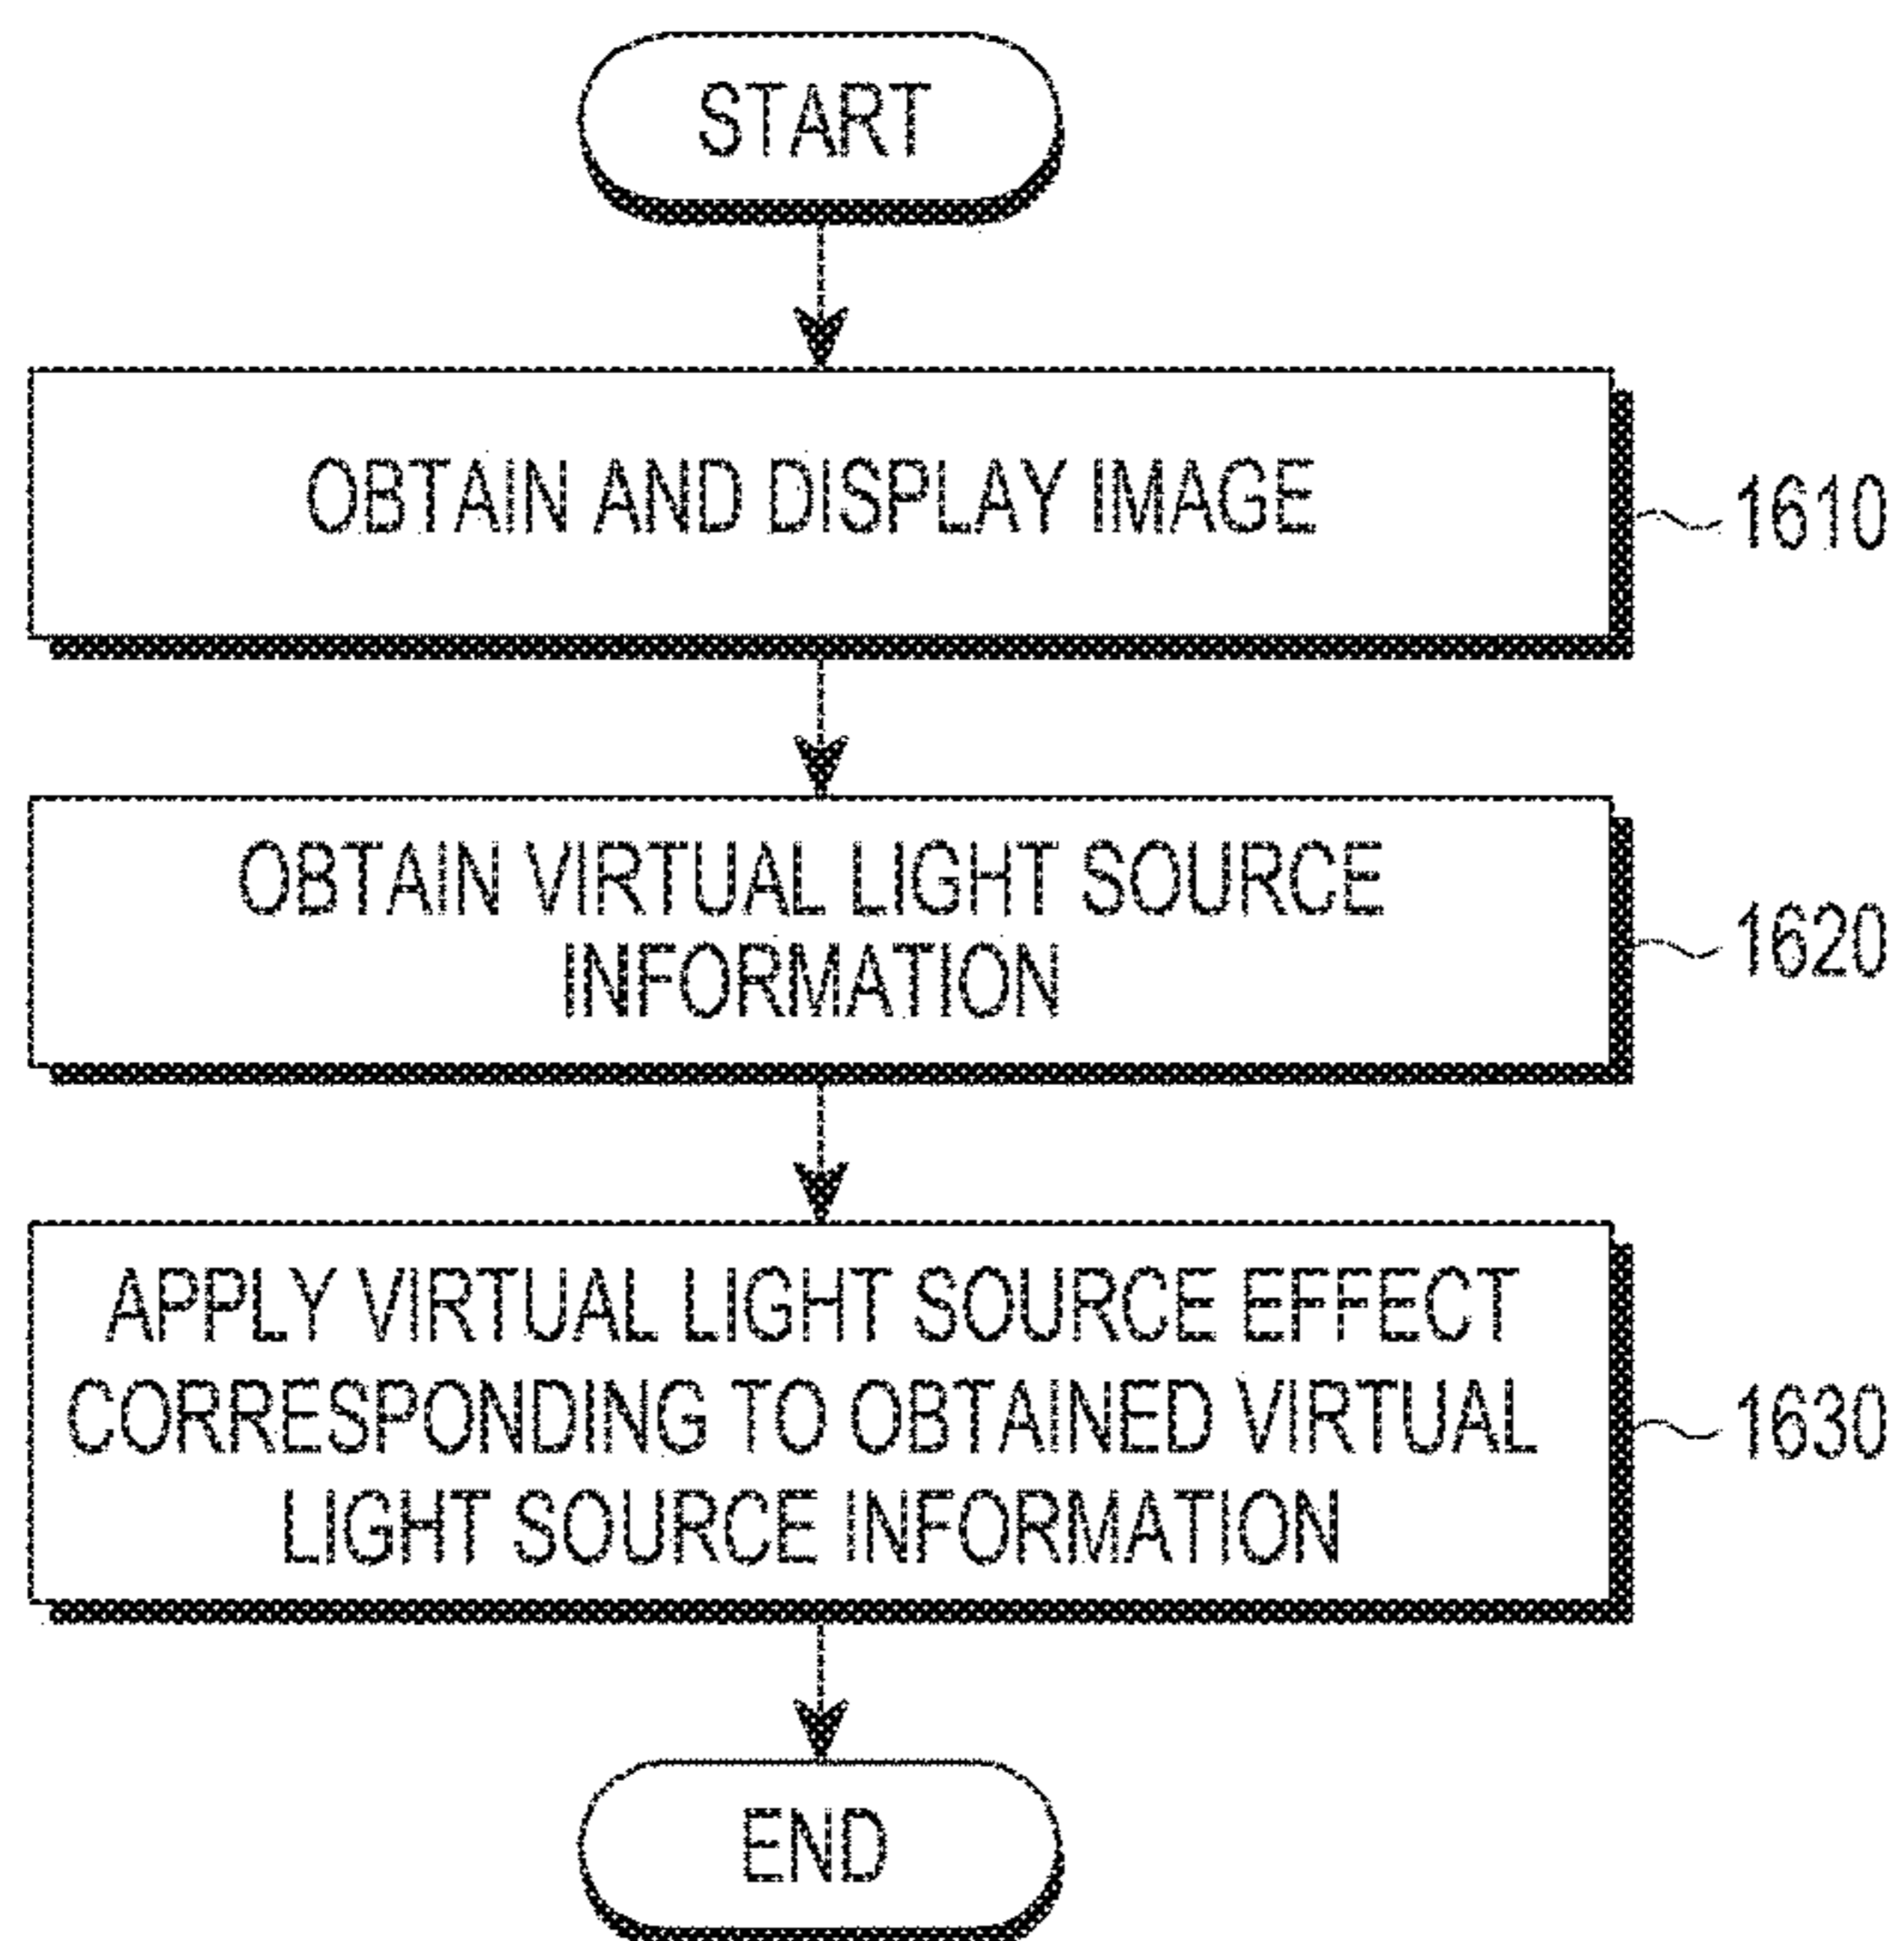 START
OBTAIN AND DISPLAY IMAGE
1610
OBTAIN VIRTUAL LIGHT SOURCE
INFORMATION
1620
APPLY VIRTUAL LIGHT SOURCE EFFECT
CORRESPONDING TO OBTAINED VIRTUAL
LIGHT SOURCE INFORMATION
1630
END